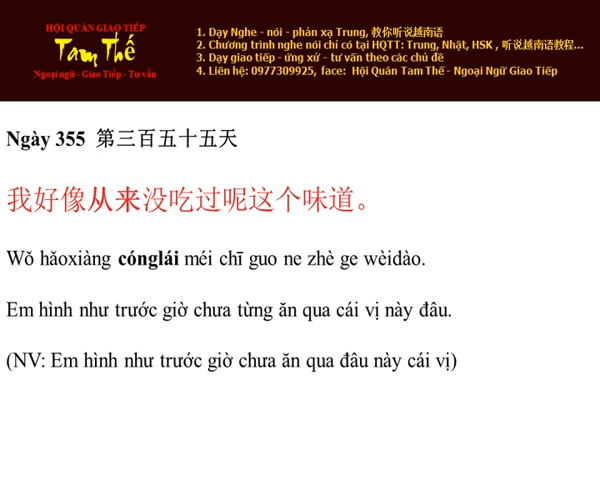 HỘI QUÁN GIAO TIẾP
Tam Thế
Ngoại ngữ - Giao Tiếp - Tư vấn
1. Dạy Nghe - nói - phản xạ Trung, 教你听说越南语
2. Chương trình nghe nói chỉ có tại HQTT: Trung, Nhật, HSK , 听说越南语教程...
3. Dạy giao tiếp - ứng xử - tư vấn theo các chủ đề
4. Liên hệ: 0977309925, face: Hội Quán Tam Thế - Ngoại Ngữ Giao Tiếp
Ngày 355 第三百五十五天
我好像从来没吃过呢这个味道。
Wǒ hǎoxiàng cónglái méi chī guo ne zhè ge wèidào.
Em hình như trước giờ chưa từng ăn qua cái vị này đâu.
(NV: Em hình như trước giờ chưa ăn qua đâu này cái vị)